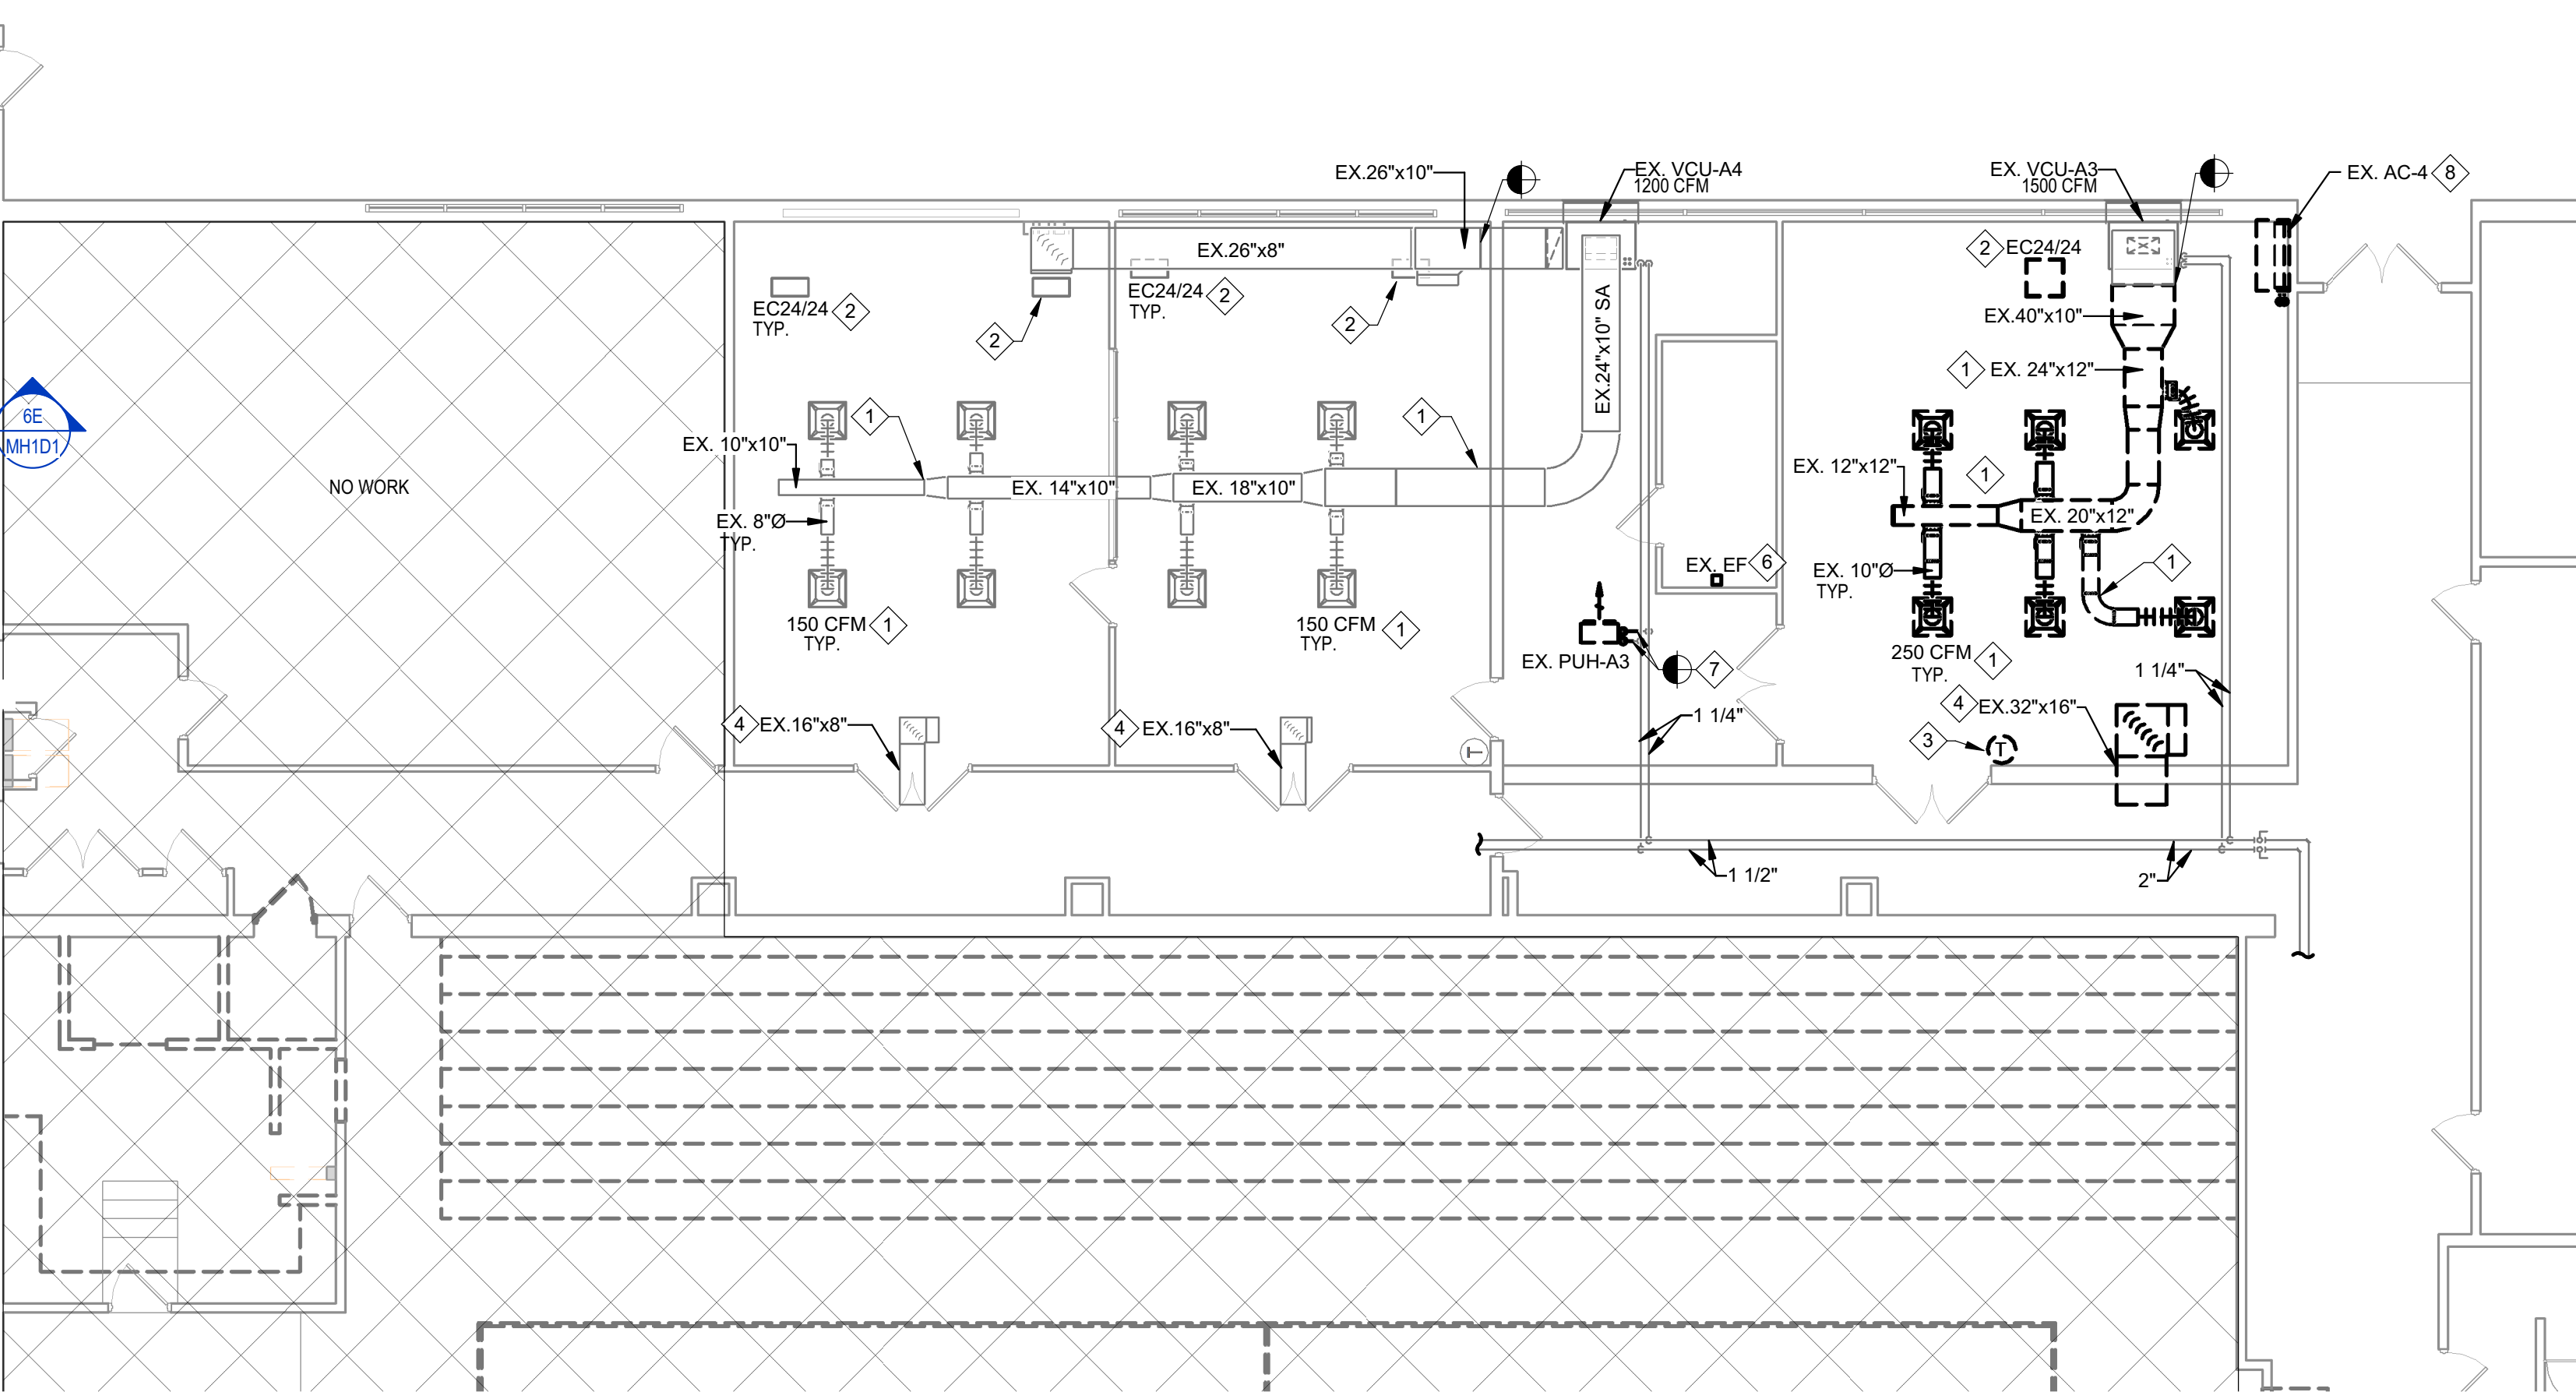 EX.26"x10"
EX. VCU-A4
1200 CFM
EX. VCU-A3
1500 CFM
EX. AC-4
8
EX.26"x8"
2
EC24/24
EC24/24
TYP.
2
EC24/24
TYP.
2
2
2
EX.24"x10" SA
EX.40"x10"
1
EX. 24"x12"
6E
MH1D1
NO WORK
EX. 10"x10"
1
1
EX. 14"x10"
EX. 18"x10"
EX. 12"x12"
1
EX. 20"x12"
EX. 8"Ø
TYP.
EX. EF
6
EX. 10"Ø
TYP.
1
150 CFM
TYP.
1
150 CFM
TYP.
1
EX. PUH-A3
7
250 CFM
TYP.
1
1 1/4"
4
EX.16"x8"
4
EX.16"x8"
1 1/4"
4
EX.32"x16"
3
T
T
1 1/2"
2"